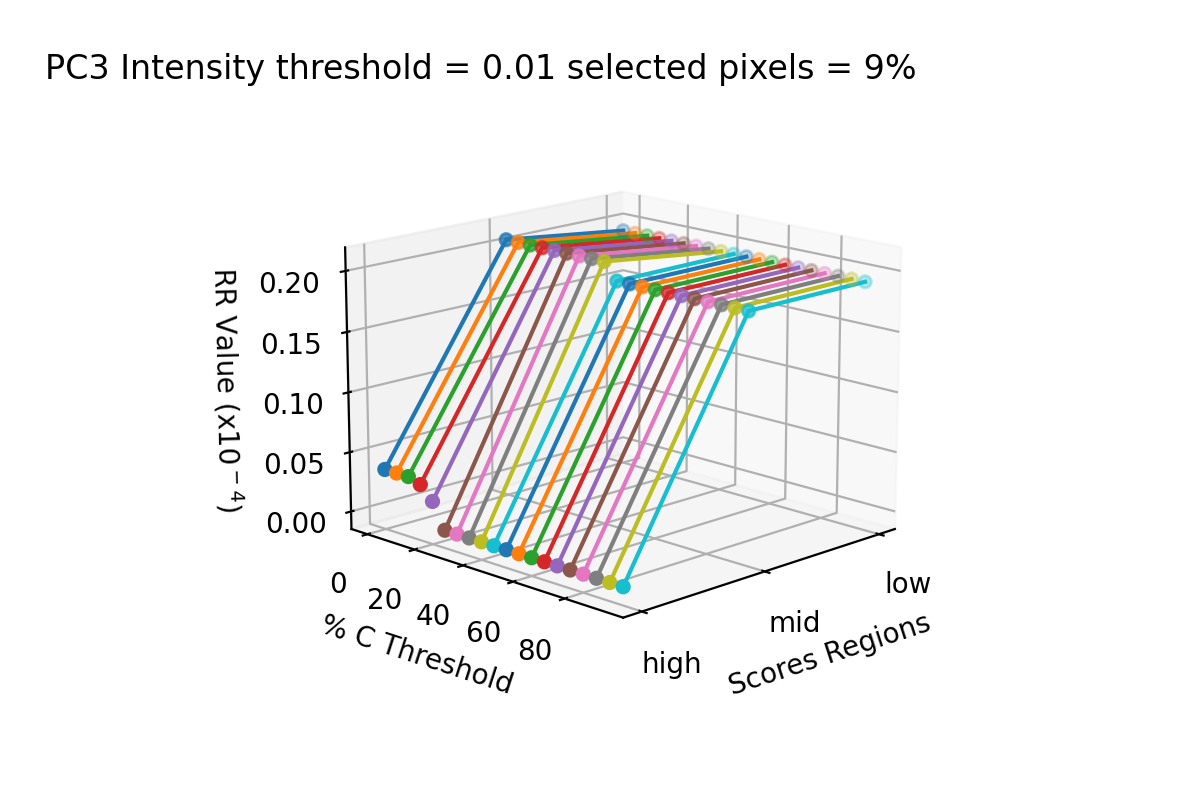 PC3 Intensity threshold = 0.01 selected pixels = 9%
RR Value (x10⁻⁴)
0.20
0.15
0.10
0.05
0.00
0
20
40
60
80
% C Threshold
high
mid
low
Scores Regions